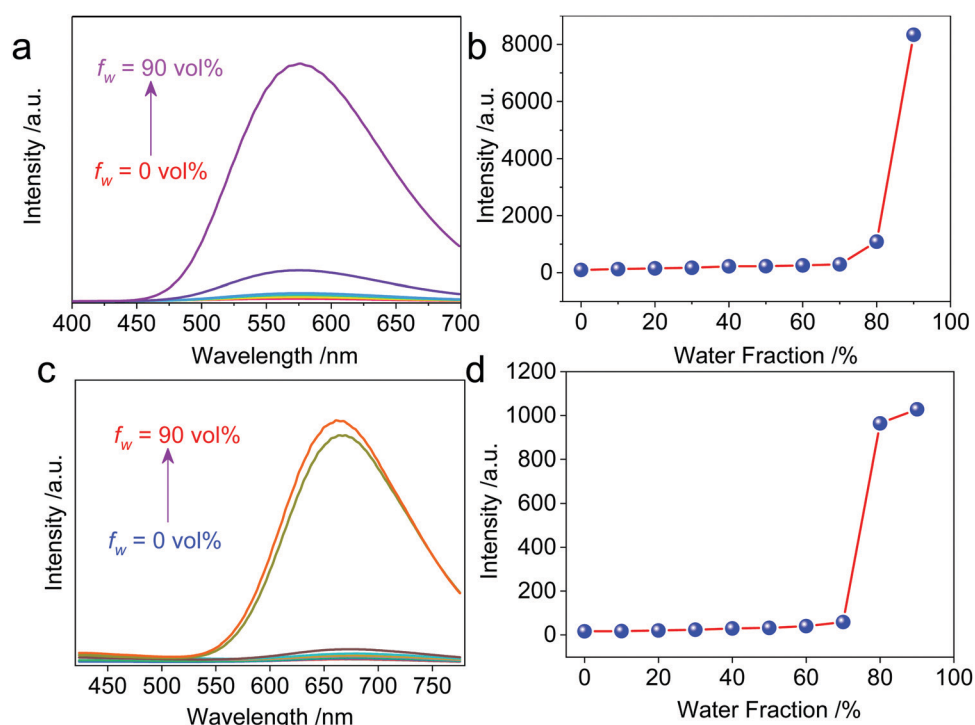 a
f_w = 90 vol%
f_w = 0 vol%
Intensity /a.u.
400 450 500 550 600 650 700
Wavelength /nm
b
8000
6000
4000
2000
0
Intensity /a.u.
0 20 40 60 80 100
Water Fraction /%
c
f_w = 90 vol%
f_w = 0 vol%
Intensity /a.u.
450 500 550 600 650 700 750
Wavelength /nm
d
1200
1000
800
600
400
200
0
Intensity /a.u.
0 20 40 60 80 100
Water Fraction /%